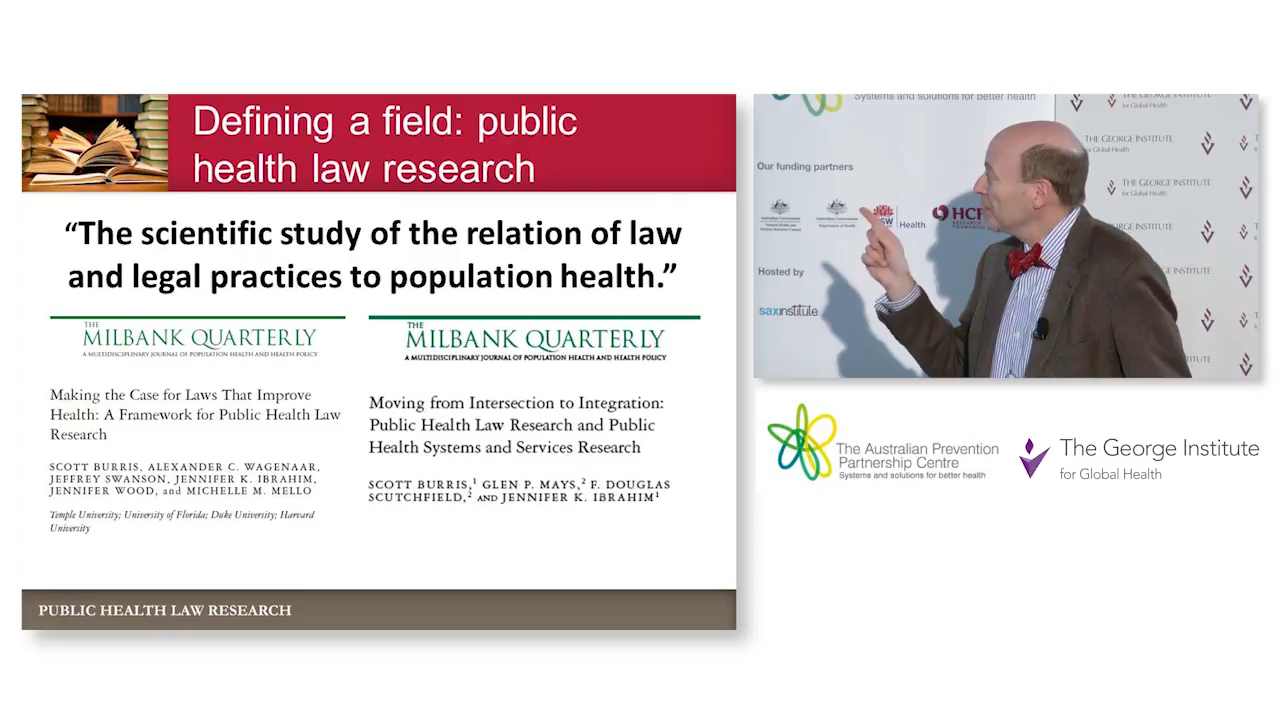 Defining a field: public
health law research
“The scientific study of the relation of law
and legal practices to population health.”
THE
MILBANK QUARTERLY
A MULTIDISCIPLINARY JOURNAL OF POPULATION HEALTH AND HEALTH POLICY
Making the Case for Laws That Improve
Health: A Framework for Public Health Law
Research
SCOTT BURRIS, ALEXANDER C. WAGENAAR,
JEFFREY SWANSON, JENNIFER K. IBRAHIM,
JENNIFER WOOD, and MICHELLE M. MELLO
Temple University; University of Florida; Duke University; Harvard
University
THE
MILBANK QUARTERLY
A MULTIDISCIPLINARY JOURNAL OF POPULATION HEALTH AND HEALTH POLICY
Moving from Intersection to Integration:
Public Health Law Research and Public
Health Systems and Services Research
SCOTT BURRIS,¹ GLEN P. MAYS,² F. DOUGLAS
SCUTCHFIELD,² AND JENNIFER K. IBRAHIM¹
PUBLIC HEALTH LAW RESEARCH
Systems and solutions for better health
Our funding partners
Health
HCF
Hosted by
saxinstitute
THE GEORGE INSTITUTE
for Global Health
THE GEORGE INSTITUTE
for Global Health
The Australian Prevention
Partnership Centre
Systems and solutions for better health
The George Institute
for Global Health